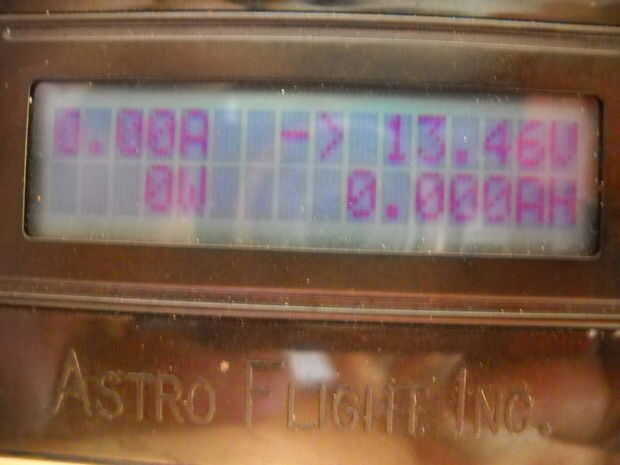 0.00A -> 13.46V
0W 0.000AH
ASTRO FLIGHT INC.